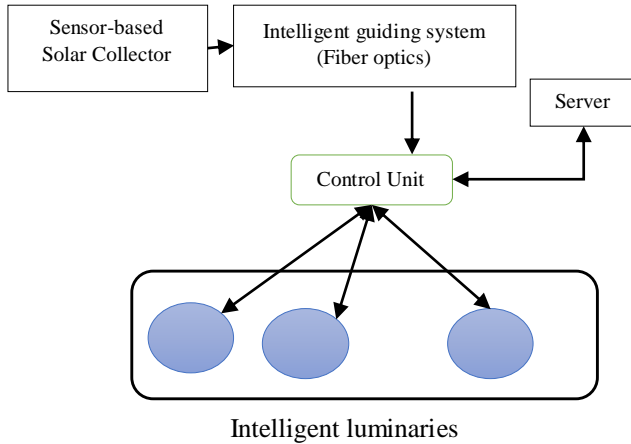 Sensor-based
Solar Collector
Intelligent guiding system
(Fiber optics)
Server
Control Unit
Intelligent luminaries